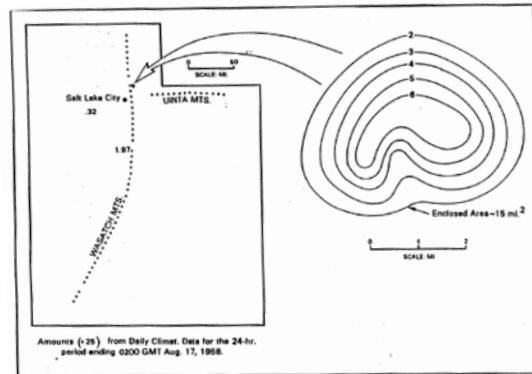 0 50
SCALE: MI.
Salt Lake City
.32
UINTA MTS.
1.97
WASATCH MTS.
2
3
4
5
6
Enclosed Area~15 mi.2
0 1 2
SCALE: MI
Amounts (>25) from Daily Climat. Data for the 24-hr.
period ending 0200 GMT Aug. 17, 1958.